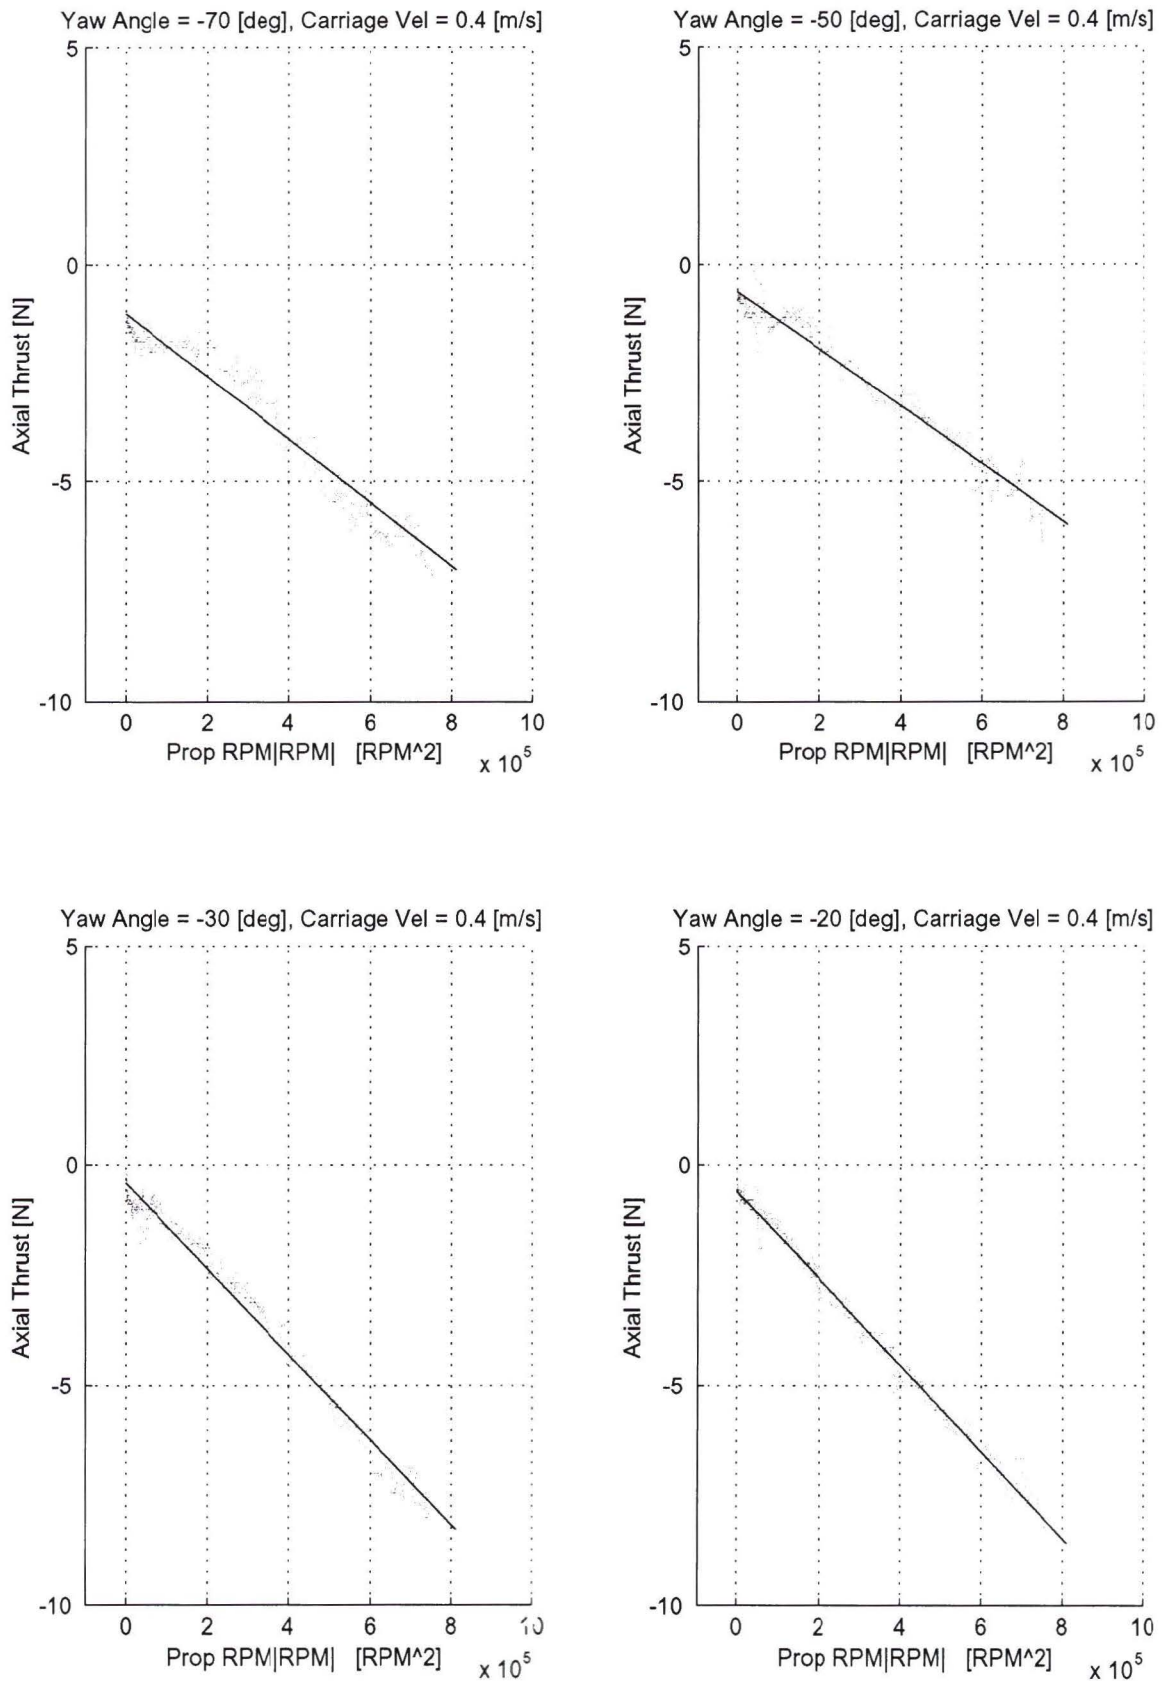 Yaw Angle = -70 [deg], Carriage Vel = 0.4 [m/s]
5
0
-5
-10
Axial Thrust [N]
0 2 4 6 8 10
Prop RPM|RPM| [RPM^2]
x 10^5
Yaw Angle = -50 [deg], Carriage Vel = 0.4 [m/s]
5
0
-5
-10
Axial Thrust [N]
0 2 4 6 8 10
Prop RPM|RPM| [RPM^2]
x 10^5
Yaw Angle = -30 [deg], Carriage Vel = 0.4 [m/s]
5
0
-5
-10
Axial Thrust [N]
0 2 4 6 8 10
Prop RPM|RPM| [RPM^2]
x 10^5
Yaw Angle = -20 [deg], Carriage Vel = 0.4 [m/s]
5
0
-5
-10
Axial Thrust [N]
0 2 4 6 8 10
Prop RPM|RPM| [RPM^2]
x 10^5